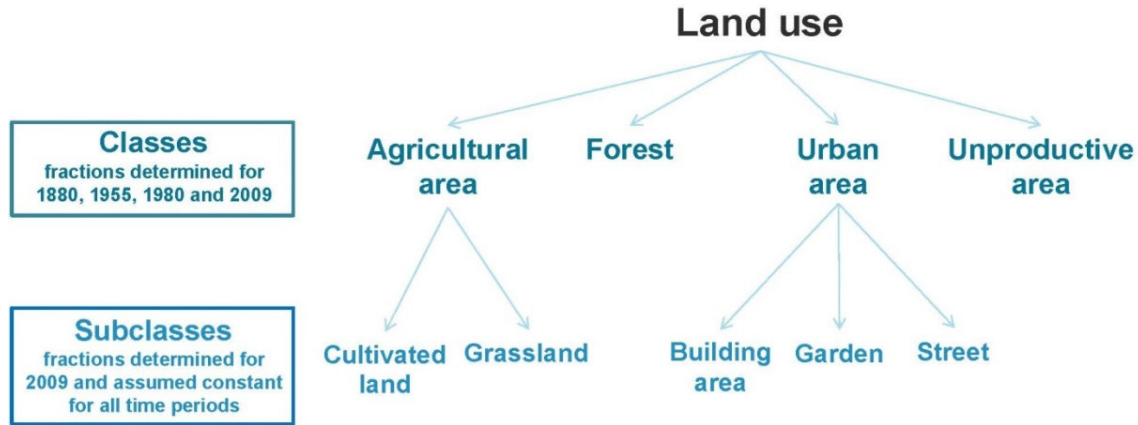 Land use
Classes
fractions determined for
1880, 1955, 1980 and 2009
Agricultural
area
Forest
Urban
area
Unproductive
area
Subclasses
fractions determined for
2009 and assumed constant
for all time periods
Cultivated
land
Grassland
Building
area
Garden
Street